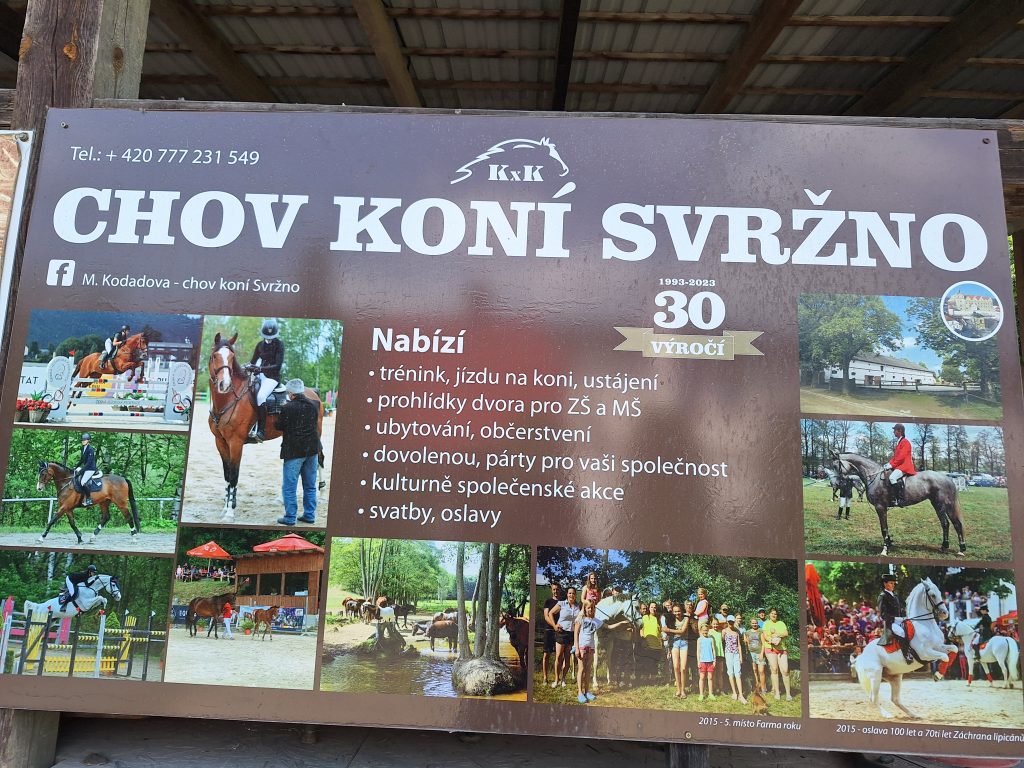 Tel.: + 420 777 231 549
KxK
CHOV KONÍ SVRŽNO
M. Kodadova - chov koní Svržno
1993-2023
30
VÝROČÍ
Nabízí
• trénink, jízdu na koni, ustájení
• prohlídky dvora pro ZŠ a MŠ
• ubytování, občerstvení
• dovolenou, párty pro vaši společnost
• kulturně společenské akce
• svatby, oslavy
2015 - 5. místo Farma roku
2015 - oslava 100 let a 70ti let Záchrana lipicánů